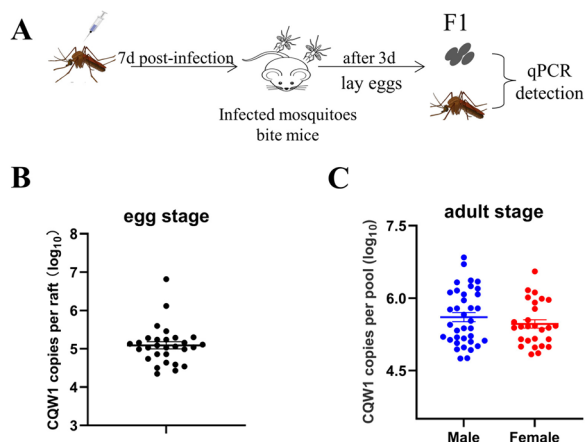 A
7d post-infection
Infected mosquitoes
bite mice
after 3d
lay eggs
F1
qPCR
detection
B
egg stage
CQW1 copies per raft (log10)
8
7
6
5
4
C
adult stage
CQW1 copies per pool (log10)
7.5
6.0
4.5
Male
Female